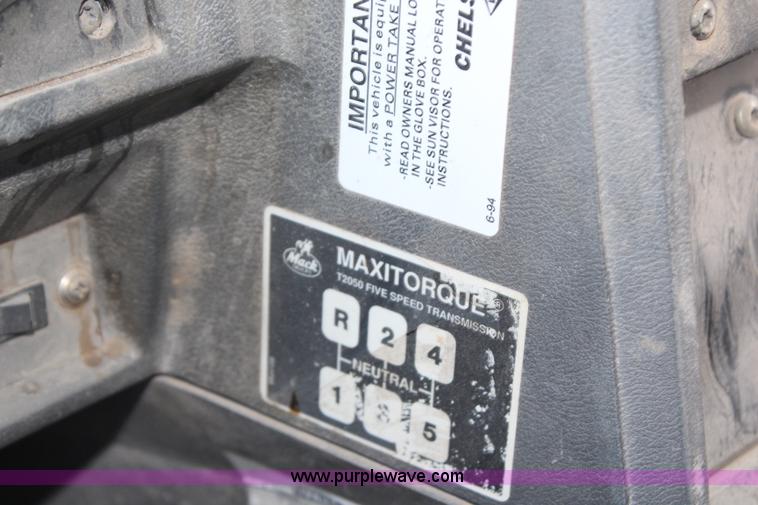 IMPORTAN
This vehicle is equi
with a POWER TAKE
-READ OWNERS MANUAL LO
IN THE GLOVE BOX.
-SEE SUN VISOR FOR OPERAT
INSTRUCTIONS.
CHELS
6-94
Mack
MAXITORQUE®
T2050 FIVE SPEED TRANSMISSION
R 2 4
NEUTRAL
1 3 5
www.purplewave.com